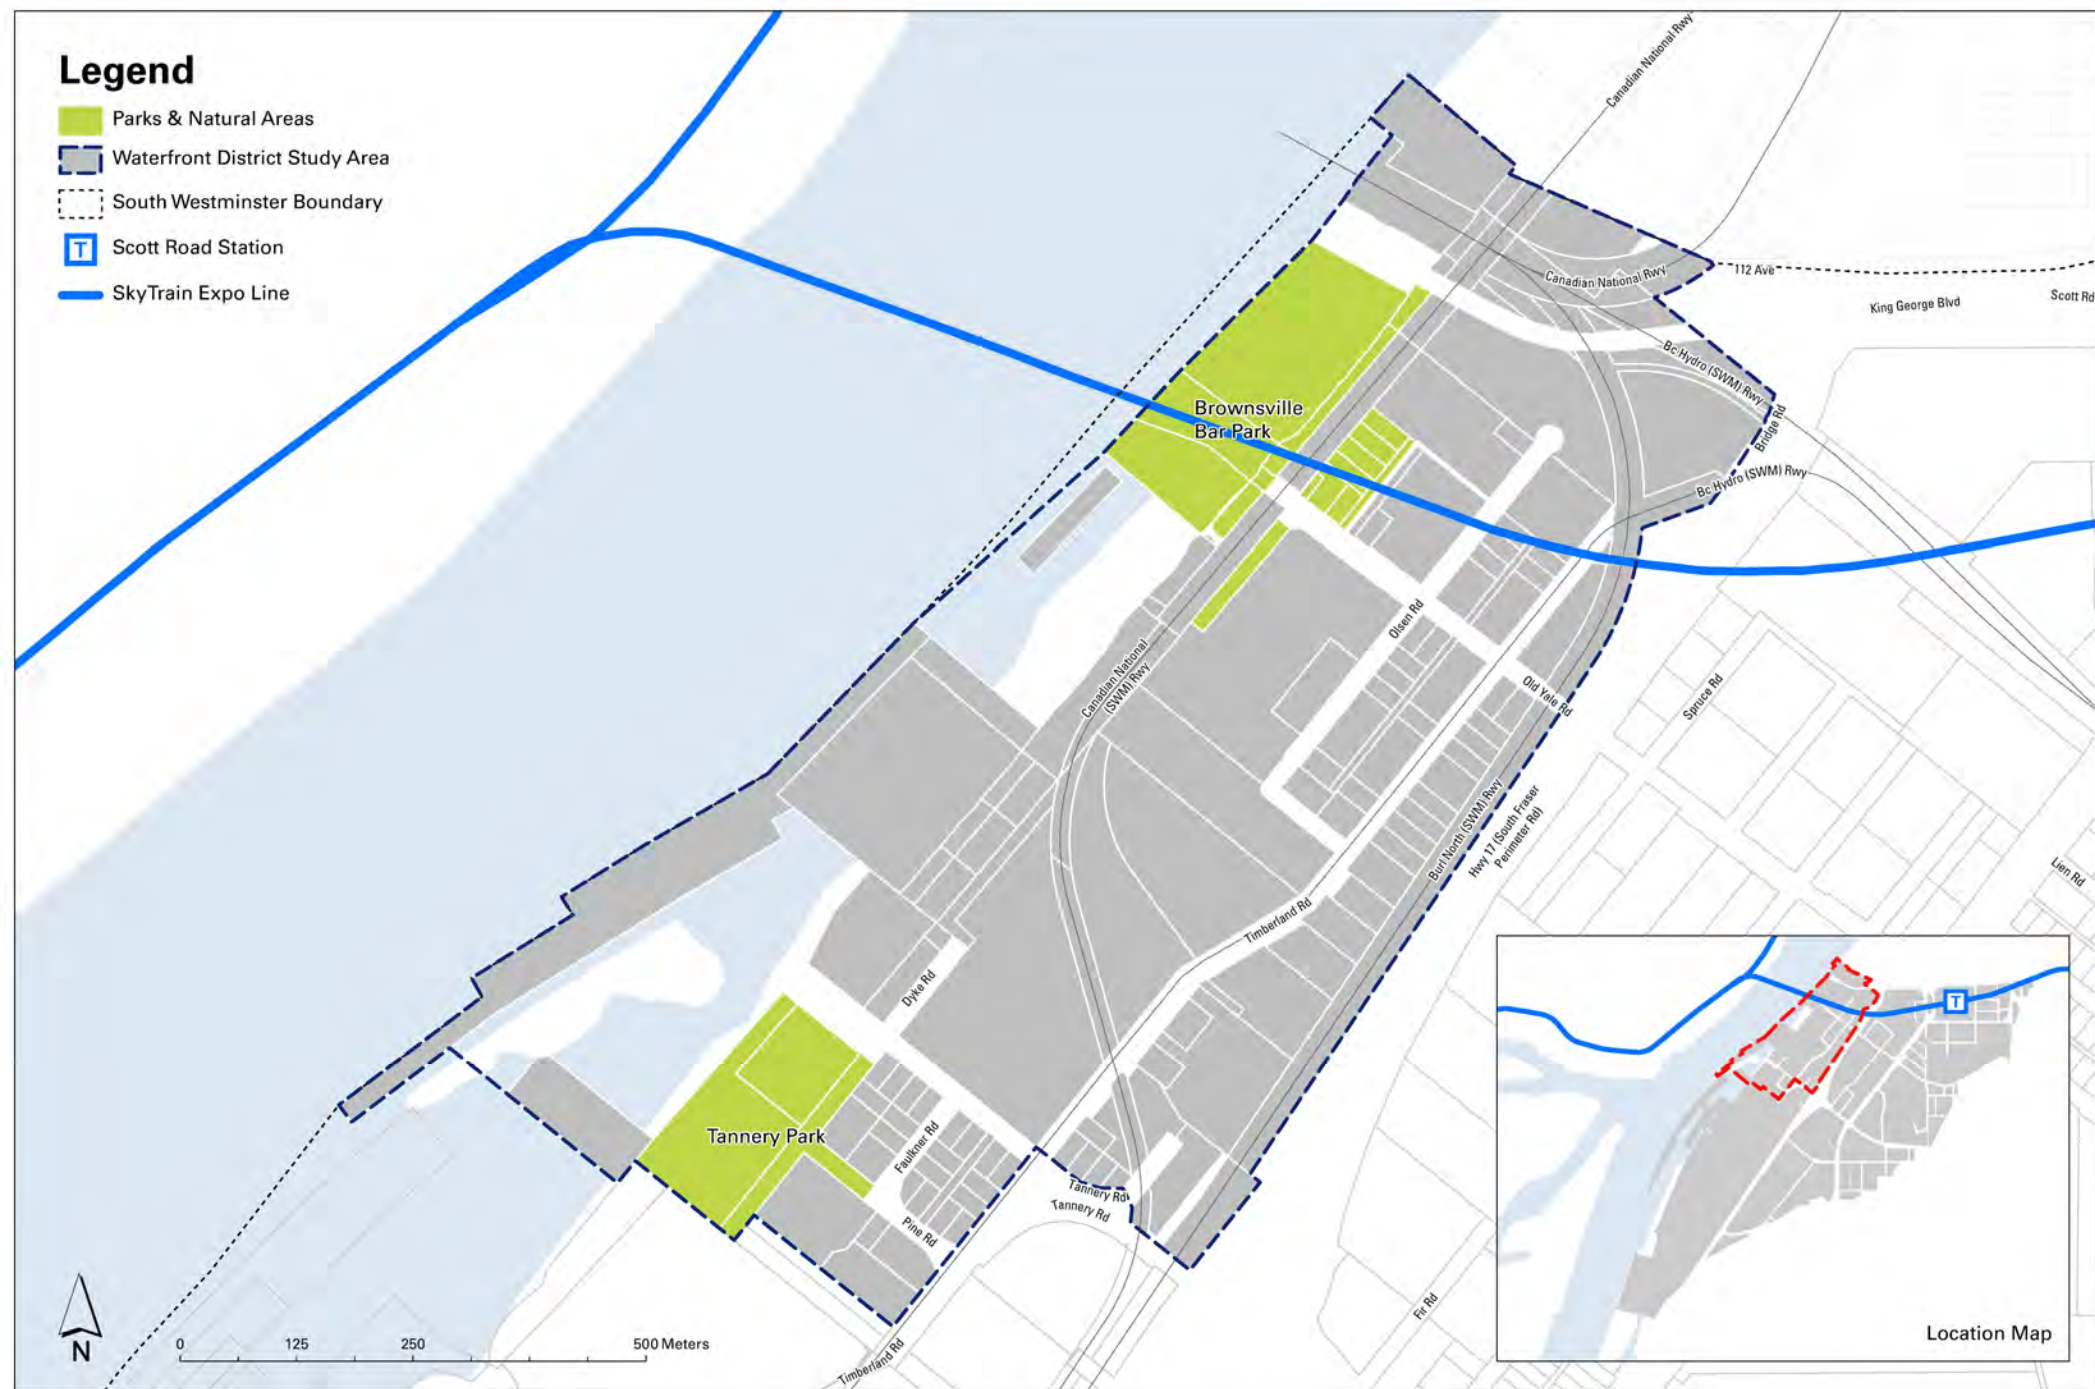 Legend
Parks & Natural Areas
Waterfront District Study Area
South Westminster Boundary
T
Scott Road Station
SkyTrain Expo Line
Canadian National Rwy
Canadian National Rwy
112 Ave
King George Blvd
Scott Rd
Bc Hydro (SWM) Rwy
Bridge Rd
Bc Hydro (SWM) Rwy
Brownsville
Bar Park
Olsen Rd
Old Yale Rd
Spruce Rd
Canadian National
(SWM) Rwy
Burl North (SWM) Rwy
Hwy 17 (South Fraser
Perimeter Rd)
Lien Rd
Timberland Rd
Dyke Rd
Tannery Park
Faulkner Rd
Pine Rd
Tannery Rd
Tannery Rd
Fir Rd
Timberland Rd
N
0 125 250 500 Meters
T
Location Map